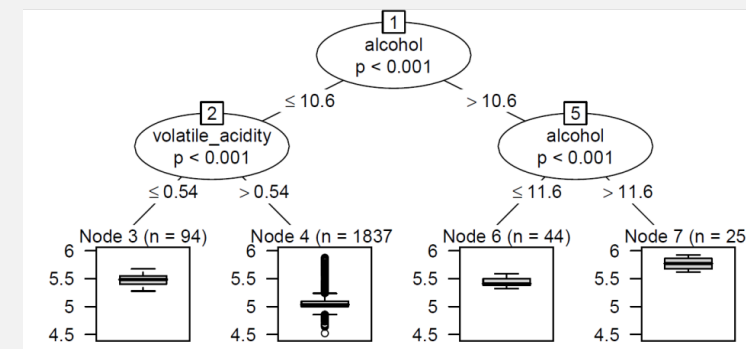 1
alcohol
p < 0.001
≤ 10.6
> 10.6
2
volatile_acidity
p < 0.001
5
alcohol
p < 0.001
≤ 0.54
> 0.54
≤ 11.6
> 11.6
Node 3 (n = 94)
Node 4 (n = 1837
Node 6 (n = 44)
Node 7 (n = 25
6
5.5
5
4.5
6
5.5
5
4.5
6
5.5
5
4.5
6
5.5
5
4.5